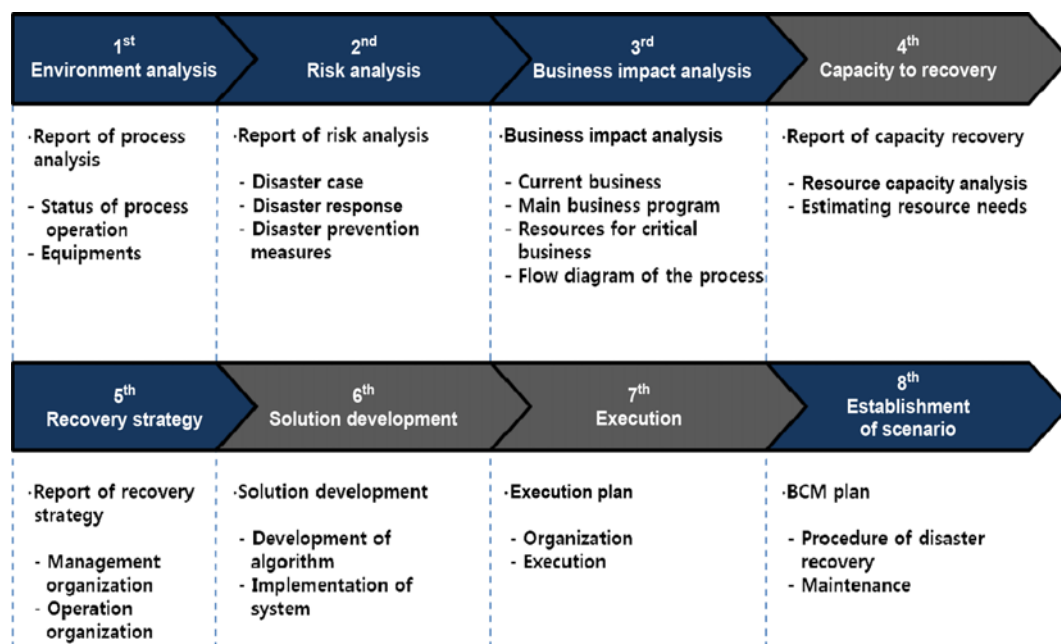 1st
Environment analysis
2nd
Risk analysis
3rd
Business impact analysis
4th
Capacity to recovery
·Report of process
analysis
- Status of process
operation
- Equipments
·Report of risk analysis
- Disaster case
- Disaster response
- Disaster prevention
measures
·Business impact analysis
- Current business
- Main business program
- Resources for critical
business
- Flow diagram of the process
·Report of capacity recovery
- Resource capacity analysis
- Estimating resource needs
5th
Recovery strategy
6th
Solution development
7th
Execution
8th
Establishment
of scenario
·Report of recovery
strategy
- Management
organization
- Operation
organization
·Solution development
- Development of
algorithm
- Implementation of
system
·Execution plan
- Organization
- Execution
·BCM plan
- Procedure of disaster
recovery
- Maintenance